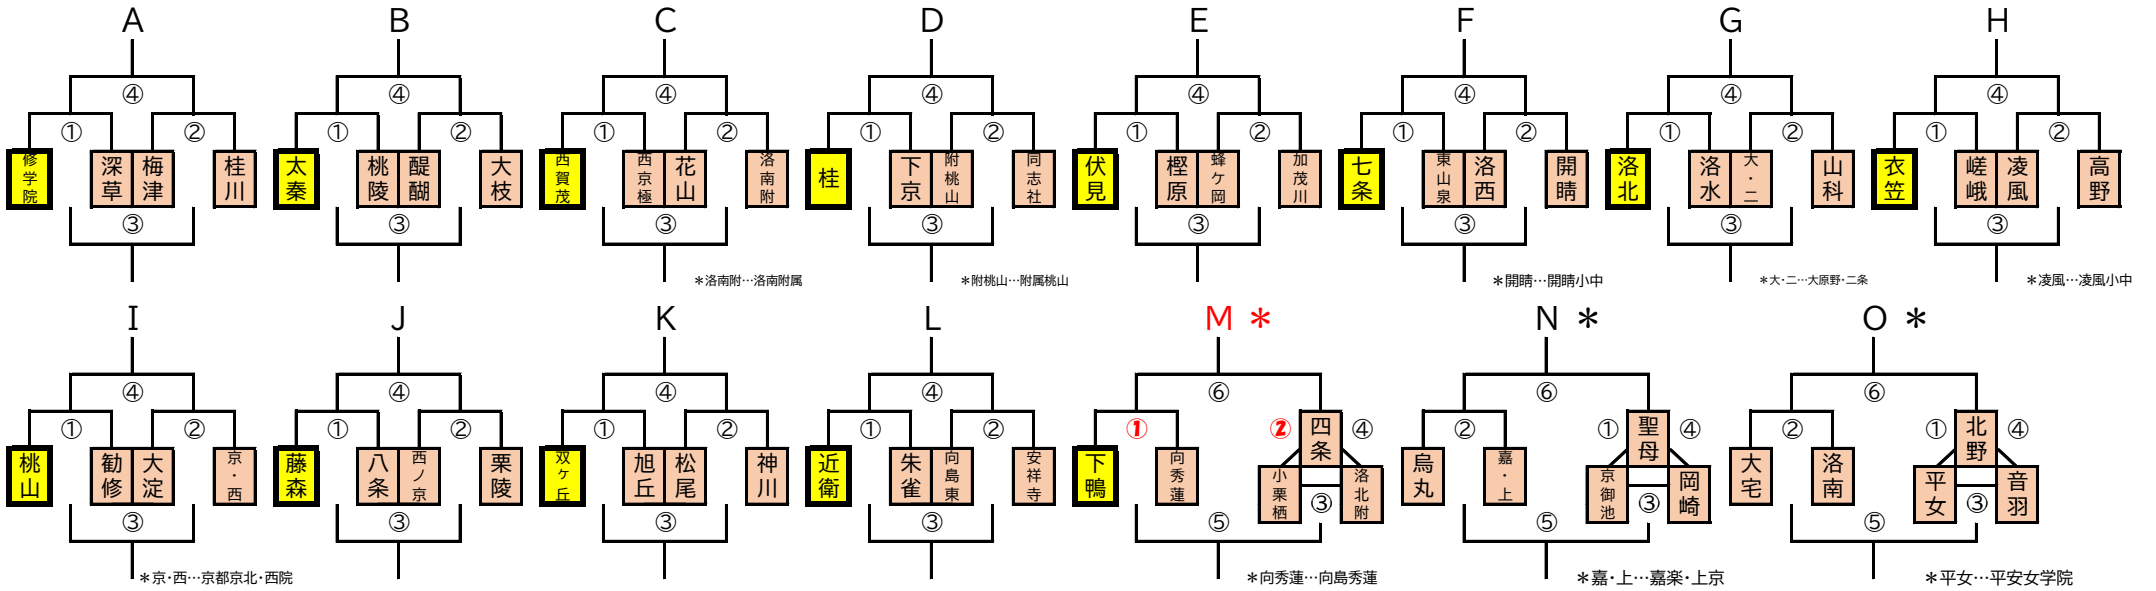 A B C D E F G H
④ ④ ④ ④ ④ ④ ④ ④
① ② ① ② ① ② ① ② ① ② ① ② ① ② ① ②
修学院 深草 梅津 桂川 太秦 桃陵 醍醐 大枝 西賀茂 西京極 花山 洛南附 桂 下京 附桃山 同志社 伏見 樫原 蜂ケ岡 加茂川 七条 東山泉 洛西 開睛 洛北 洛水 大・二 山科 衣笠 嵯峨 凌風 高野
③ ③ ③ ③ ③ ③ ③ ③
＊洛南附…洛南附属 ＊附桃山…附属桃山 ＊開睛…開睛小中 ＊大・二…大原野・二条 ＊凌風…凌風小中
I J K L M ＊ N ＊ O ＊
④ ④ ④ ④ ⑥ ⑥ ⑥
① ② ① ② ① ② ① ② ① ② ④ ② ① ④ ② ① ④
桃山 勧修 大淀 京・西 藤森 八条 西ノ京 栗陵 双ケ丘 旭丘 松尾 神川 近衛 朱雀 向島東 安祥寺 下鴨 向秀蓮 四条 小栗栖 洛北附 烏丸 嘉・上 聖母 京御池 岡崎 大宅 洛南 北野 平女 音羽
③ ③ ③ ③ ⑤ ③ ⑤ ③ ⑤ ③
＊京・西…京都京北・西院 ＊向秀蓮…向島秀蓮 ＊嘉・上…嘉楽・上京 ＊平女…平安女学院